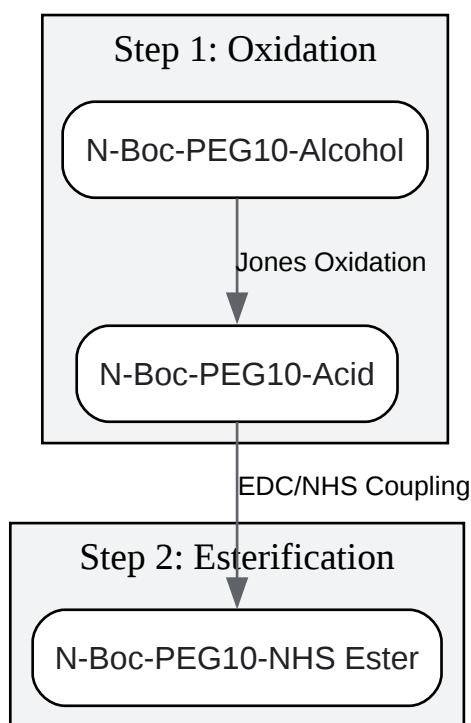 Step 1: Oxidation
N-Boc-PEG10-Alcohol
Jones Oxidation
N-Boc-PEG10-Acid
EDC/NHS Coupling
Step 2: Esterification
N-Boc-PEG10-NHS Ester